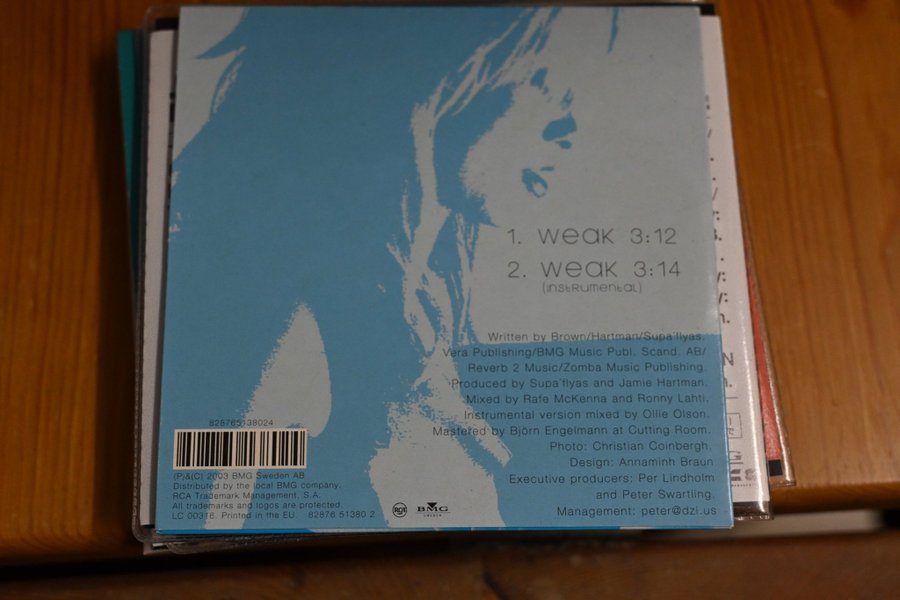 1. weak 3:12
2. weak 3:14
(instrumental)
Written by Brown/Hartman/Supa'flyas.
Vera Publishing/BMG Music Publ. Scand. AB/
Reverb 2 Music/Zomba Music Publishing.
Produced by Supa'flyas and Jamie Hartman.
Mixed by Rafe McKenna and Ronny Lahti.
Instrumental version mixed by Ollie Olson.
Mastered by Björn Engelmann at Cutting Room.
Photo: Christian Coinbergh.
Design: Annaminh Braun
Executive producers: Per Lindholm
and Peter Swartling.
Management: peter@dzi.us
828765138024
(P)&(C) 2003 BMG Sweden AB
Distributed by the local BMG company.
RCA Trademark Management, S.A.
All trademarks and logos are protected.
LC 00316. Printed in the EU. 82876 51380 2
RCA
BMG